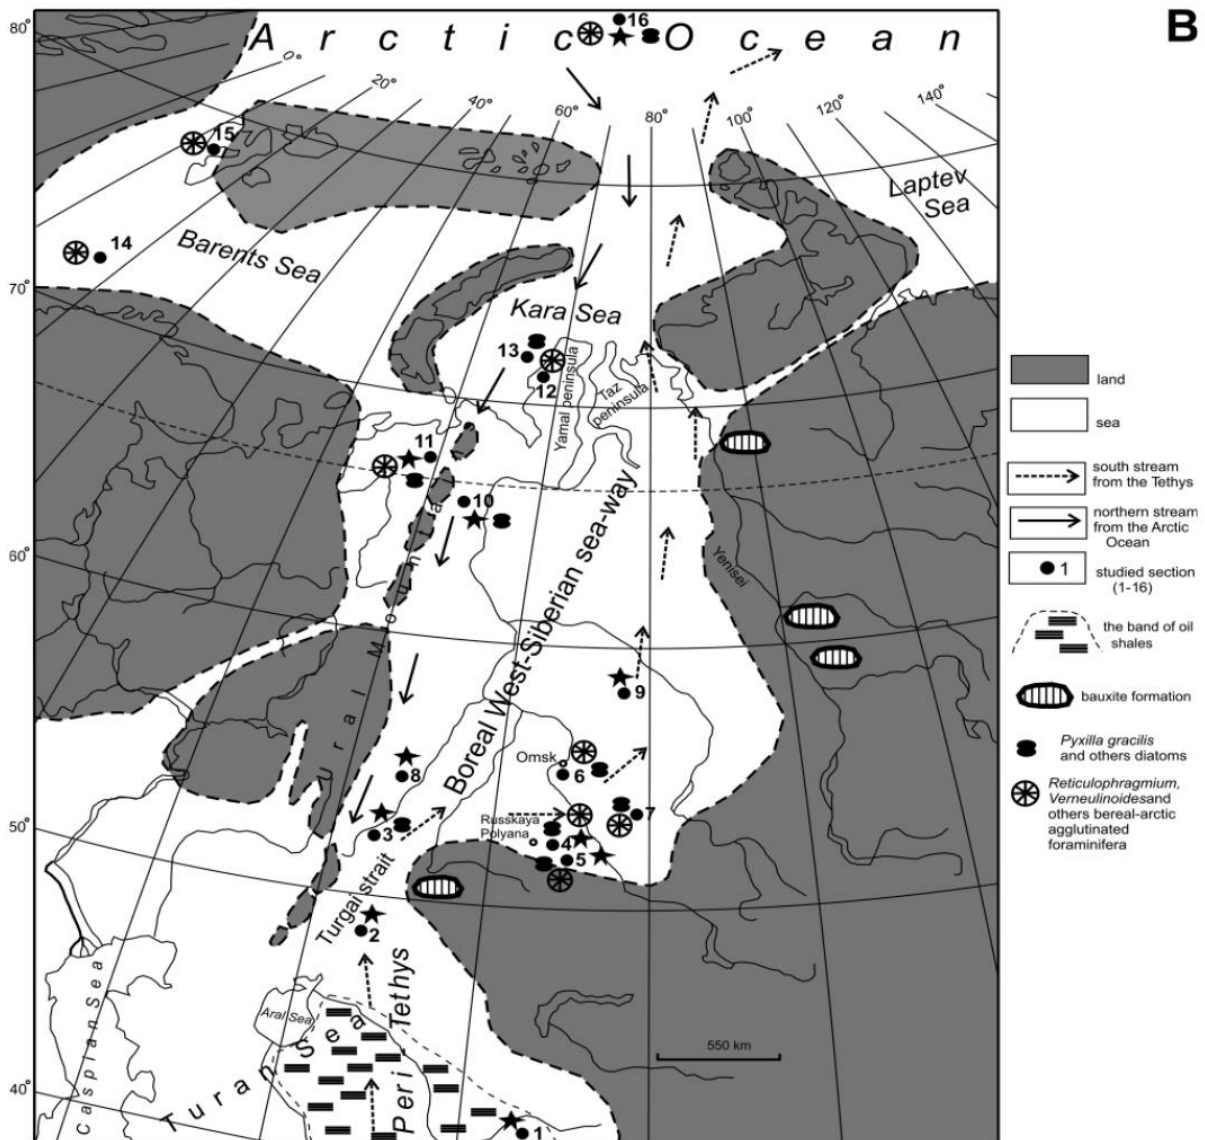 B
80°
Arctic Ocean
16
0°
20°
40°
60°
80°
100°
120°
140°
15
Laptev
Sea
14
Barents Sea
70°
Kara Sea
13
12
Yamal peninsula
Taz
peninsula
land
sea
11
south stream
from the Tethys
10
northern stream
from the Arctic
Ocean
1
studied section
(1-16)
60°
Yenisei
the band of oil
shales
Ural Mountains
Boreal West-Siberian sea-way
9
bauxite formation
Pyxilla gracilis
and others diatoms
Omsk
8
6
Reticulophragmium,
Verneulinoidesand
others bereal-arctic
agglutinated
foraminifera
50°
3
Russkaya
Polyana
7
4
5
Turgai strait
2
Peri Tethys
Aral Sea
Turan Sea
Caspian Sea
550 km
40°
1